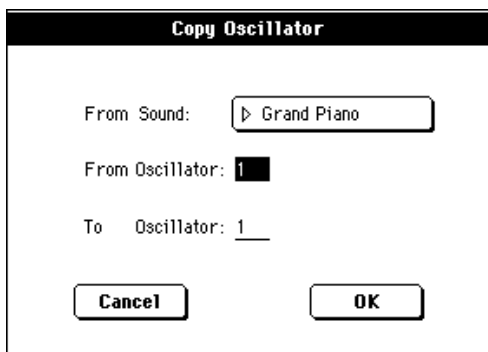 Copy Oscillator
From Sound: ▷ Grand Piano
From Oscillator: 1
To Oscillator: 1
Cancel OK